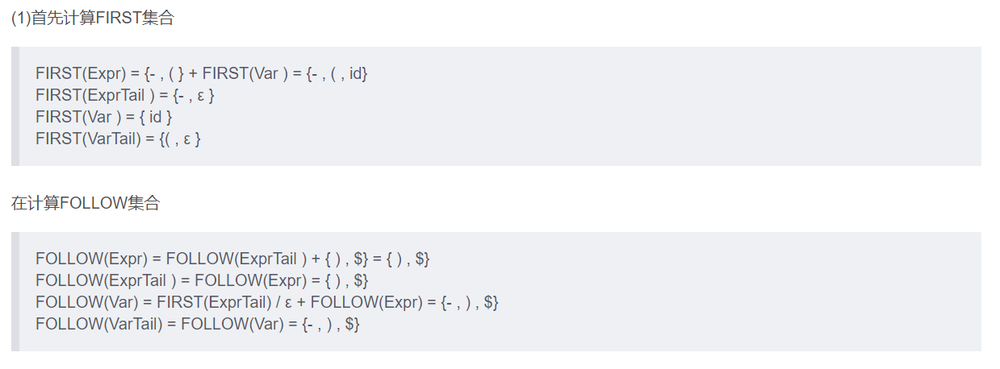 (1)首先计算FIRST集合
FIRST(Expr) = {- , ( } + FIRST(Var ) = {- , ( , id}
FIRST(ExprTail ) = {- , ε }
FIRST(Var ) = { id }
FIRST(VarTail) = {( , ε }
在计算FOLLOW集合
FOLLOW(Expr) = FOLLOW(ExprTail ) + { ) , $} = { ) , $}
FOLLOW(ExprTail ) = FOLLOW(Expr) = { ) , $}
FOLLOW(Var) = FIRST(ExprTail) / ε + FOLLOW(Expr) = {- , ) , $}
FOLLOW(VarTail) = FOLLOW(Var) = {- , ) , $}